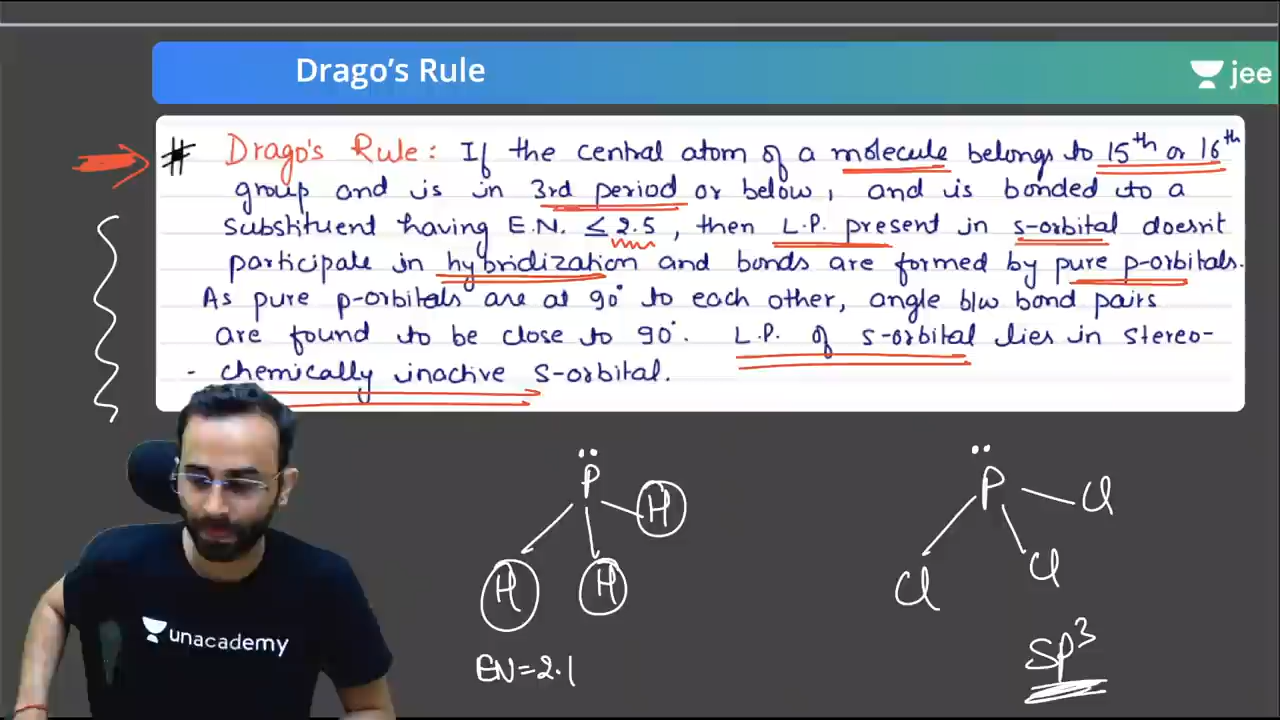 Drago's Rule
jee
# Drago's Rule: If the central atom of a molecule belongs to 15th or 16th
group and is in 3rd period or below, and is bonded to a
substituent having E.N. ≤ 2.5, then L.P. present in s-orbital doesn't
participate in hybridization and bonds are formed by pure p-orbitals.
As pure p-orbitals are at 90° to each other, angle b/w bond pairs
are found to be close to 90°. L.P. of s-orbital lies in stereo-
- chemically inactive s-orbital.
P
H
H
H
EN=2.1
P
Cl
Cl
Cl
SP³
unacademy